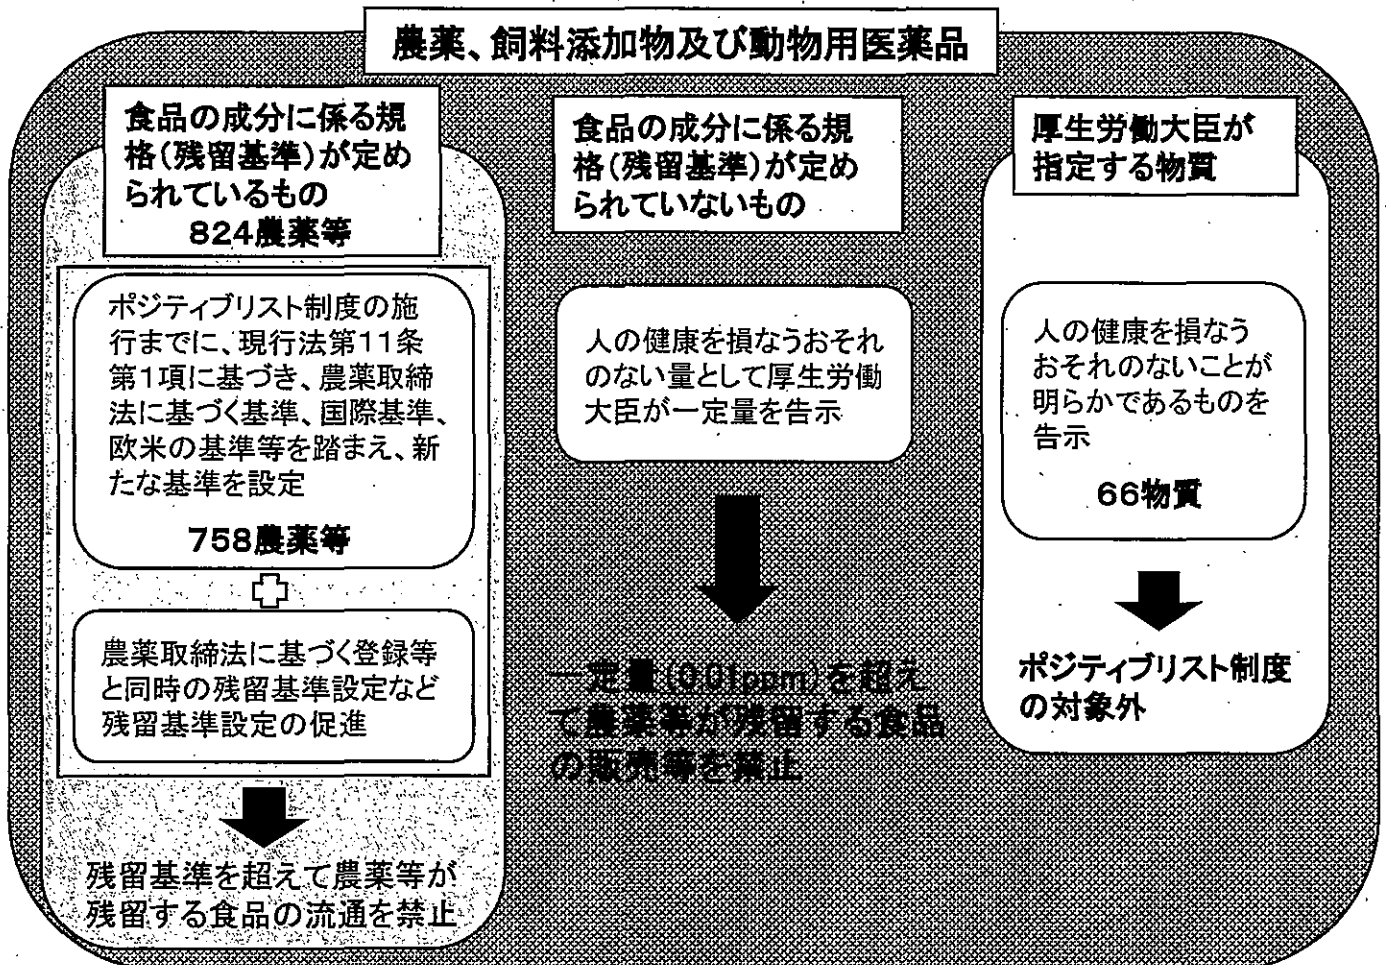 農薬、飼料添加物及び動物用医薬品
食品の成分に係る規
格(残留基準)が定め
られているもの
824農薬等
ポジティブリスト制度の施
行までに、現行法第11条
第1項に基づき、農薬取締
法に基づく基準、国際基準、
欧米の基準等を踏まえ、新
たな基準を設定
758農薬等
農薬取締法に基づく登録等
と同時の残留基準設定など
残留基準設定の促進
残留基準を超えて農薬等が
残留する食品の流通を禁止
食品の成分に係る規
格(残留基準)が定め
られていないもの
人の健康を損なうおそれ
のない量として厚生労働
大臣が一定量を告示
一定量(0.01ppm)を超え
て農薬等が残留する食品
の販売等を禁止
厚生労働大臣が
指定する物質
人の健康を損なう
おそれのないことが
明らかであるものを
告示
66物質
ポジティブリスト制度
の対象外